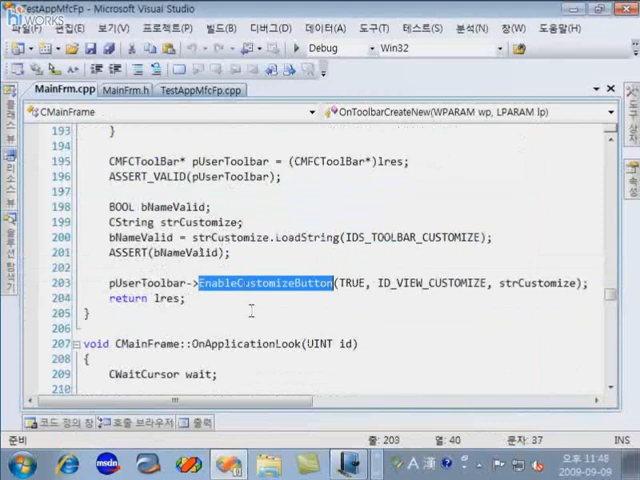 TestAppMfcFp - Microsoft Visual Studio
hi WORKS
파일(F) 편집(E) 보기(V) 프로젝트(P) 빌드(B) 디버그(D) 데이터(A) 도구(T) 테스트(S) 분석(N) 창(W) 도움말(H)
Debug Win32
MainFrm.cpp MainFrm.h TestAppMfcFp.cpp
CMainFrame OnToolbarCreateNew(WPARAM wp, LPARAM lp)
193 }
194
195 CMFCToolBar* pUserToolbar = (CMFCToolBar*)lres;
196 ASSERT_VALID(pUserToolbar);
197
198 BOOL bNameValid;
199 CString strCustomize;
200 bNameValid = strCustomize.LoadString(IDS_TOOLBAR_CUSTOMIZE);
201 ASSERT(bNameValid);
202
203 pUserToolbar->EnableCustomizeButton(TRUE, ID_VIEW_CUSTOMIZE, strCustomize);
204 return lres;
205 }
206
207 void CMainFrame::OnApplicationLook(UINT id)
208 {
209 CWaitCursor wait;
210
코드 정의 창 호출 브라우저 출력
준비 줄: 203 열: 40 문자: 37 INS
msdn A 漢 오후 11:48
2009-09-09